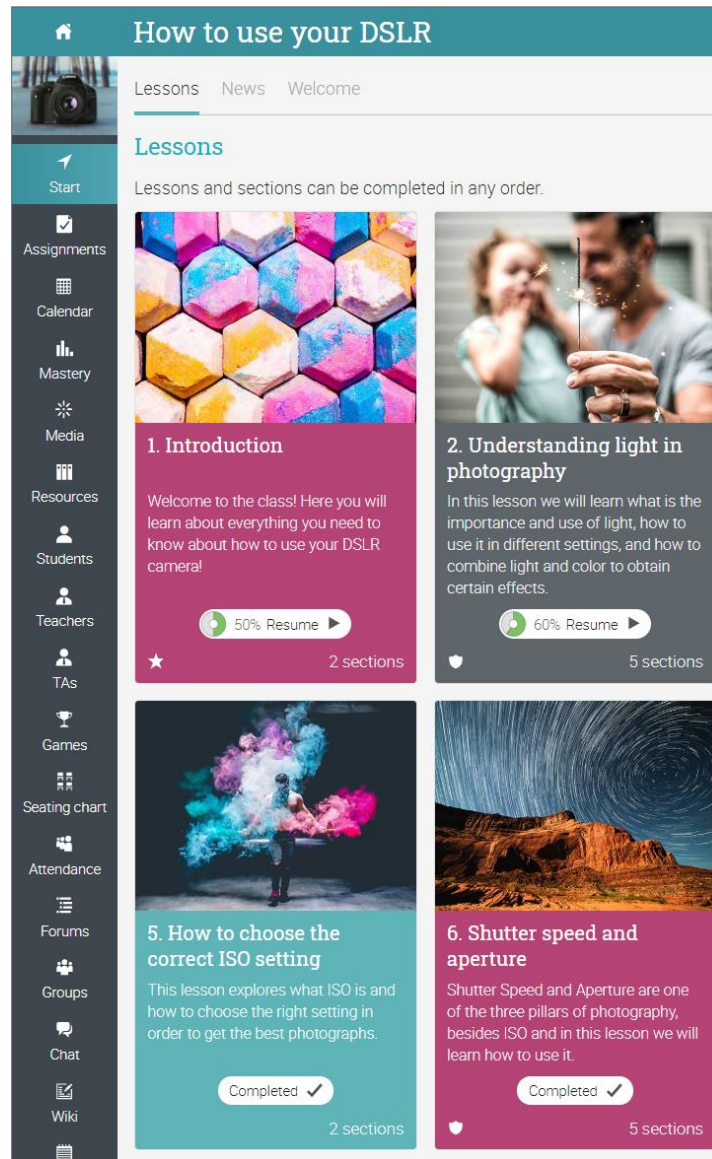 How to use your DSLR
Lessons News Welcome
Lessons
Lessons and sections can be completed in any order.
Start
Assignments
Calendar
Mastery
Media
Resources
Students
Teachers
TAs
Games
Seating chart
Attendance
Forums
Groups
Chat
Wiki
1. Introduction
Welcome to the class! Here you will
learn about everything you need to
know about how to use your DSLR
camera!
50% Resume
2 sections
2. Understanding light in
photography
In this lesson we will learn what is the
importance and use of light, how to
use it in different settings, and how to
combine light and color to obtain
certain effects.
60% Resume
5 sections
5. How to choose the
correct ISO setting
This lesson explores what ISO is and
how to choose the right setting in
order to get the best photographs.
Completed
2 sections
6. Shutter speed and
aperture
Shutter Speed and Aperture are one
of the three pillars of photography,
besides ISO and in this lesson we will
learn how to use it.
Completed
5 sections